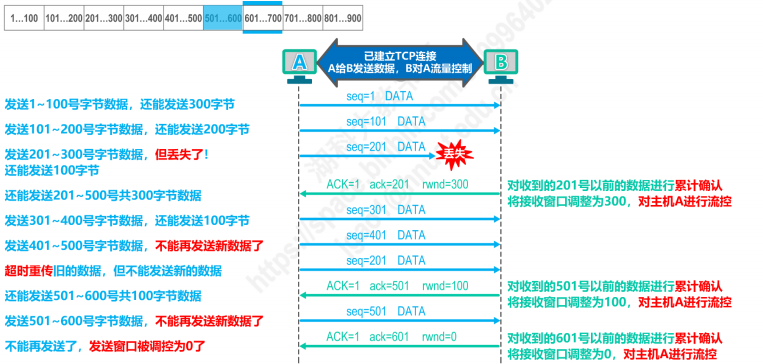 1…100 101…200 201…300 301…400 401…500 501…600 601…700 701…800 801…900
已建立TCP连接
A给B发送数据，B对A流量控制
A
B
发送1~100号字节数据，还能发送300字节
seq=1 DATA
发送101~200号字节数据，还能发送200字节
seq=101 DATA
发送201~300号字节数据，但丢失了！
还能发送100字节
seq=201 DATA
丢失
还能发送201~500号共300字节数据
ACK=1 ack=201 rwnd=300
对收到的201号以前的数据进行累计确认
将接收窗口调整为300，对主机A进行流控
发送301~400号字节数据，还能发送100字节
seq=301 DATA
发送401~500号字节数据，不能再发送新数据了
seq=401 DATA
超时重传旧的数据，但不能发送新的数据
seq=201 DATA
还能发送501~600号共100字节数据
ACK=1 ack=501 rwnd=100
对收到的501号以前的数据进行累计确认
将接收窗口调整为100，对主机A进行流控
发送501~600号字节数据，不能再发送新数据了
seq=501 DATA
不能再发送了，发送窗口被调控为0了
ACK=1 ack=601 rwnd=0
对收到的601号以前的数据进行累计确认
将接收窗口调整为0，对主机A进行流控